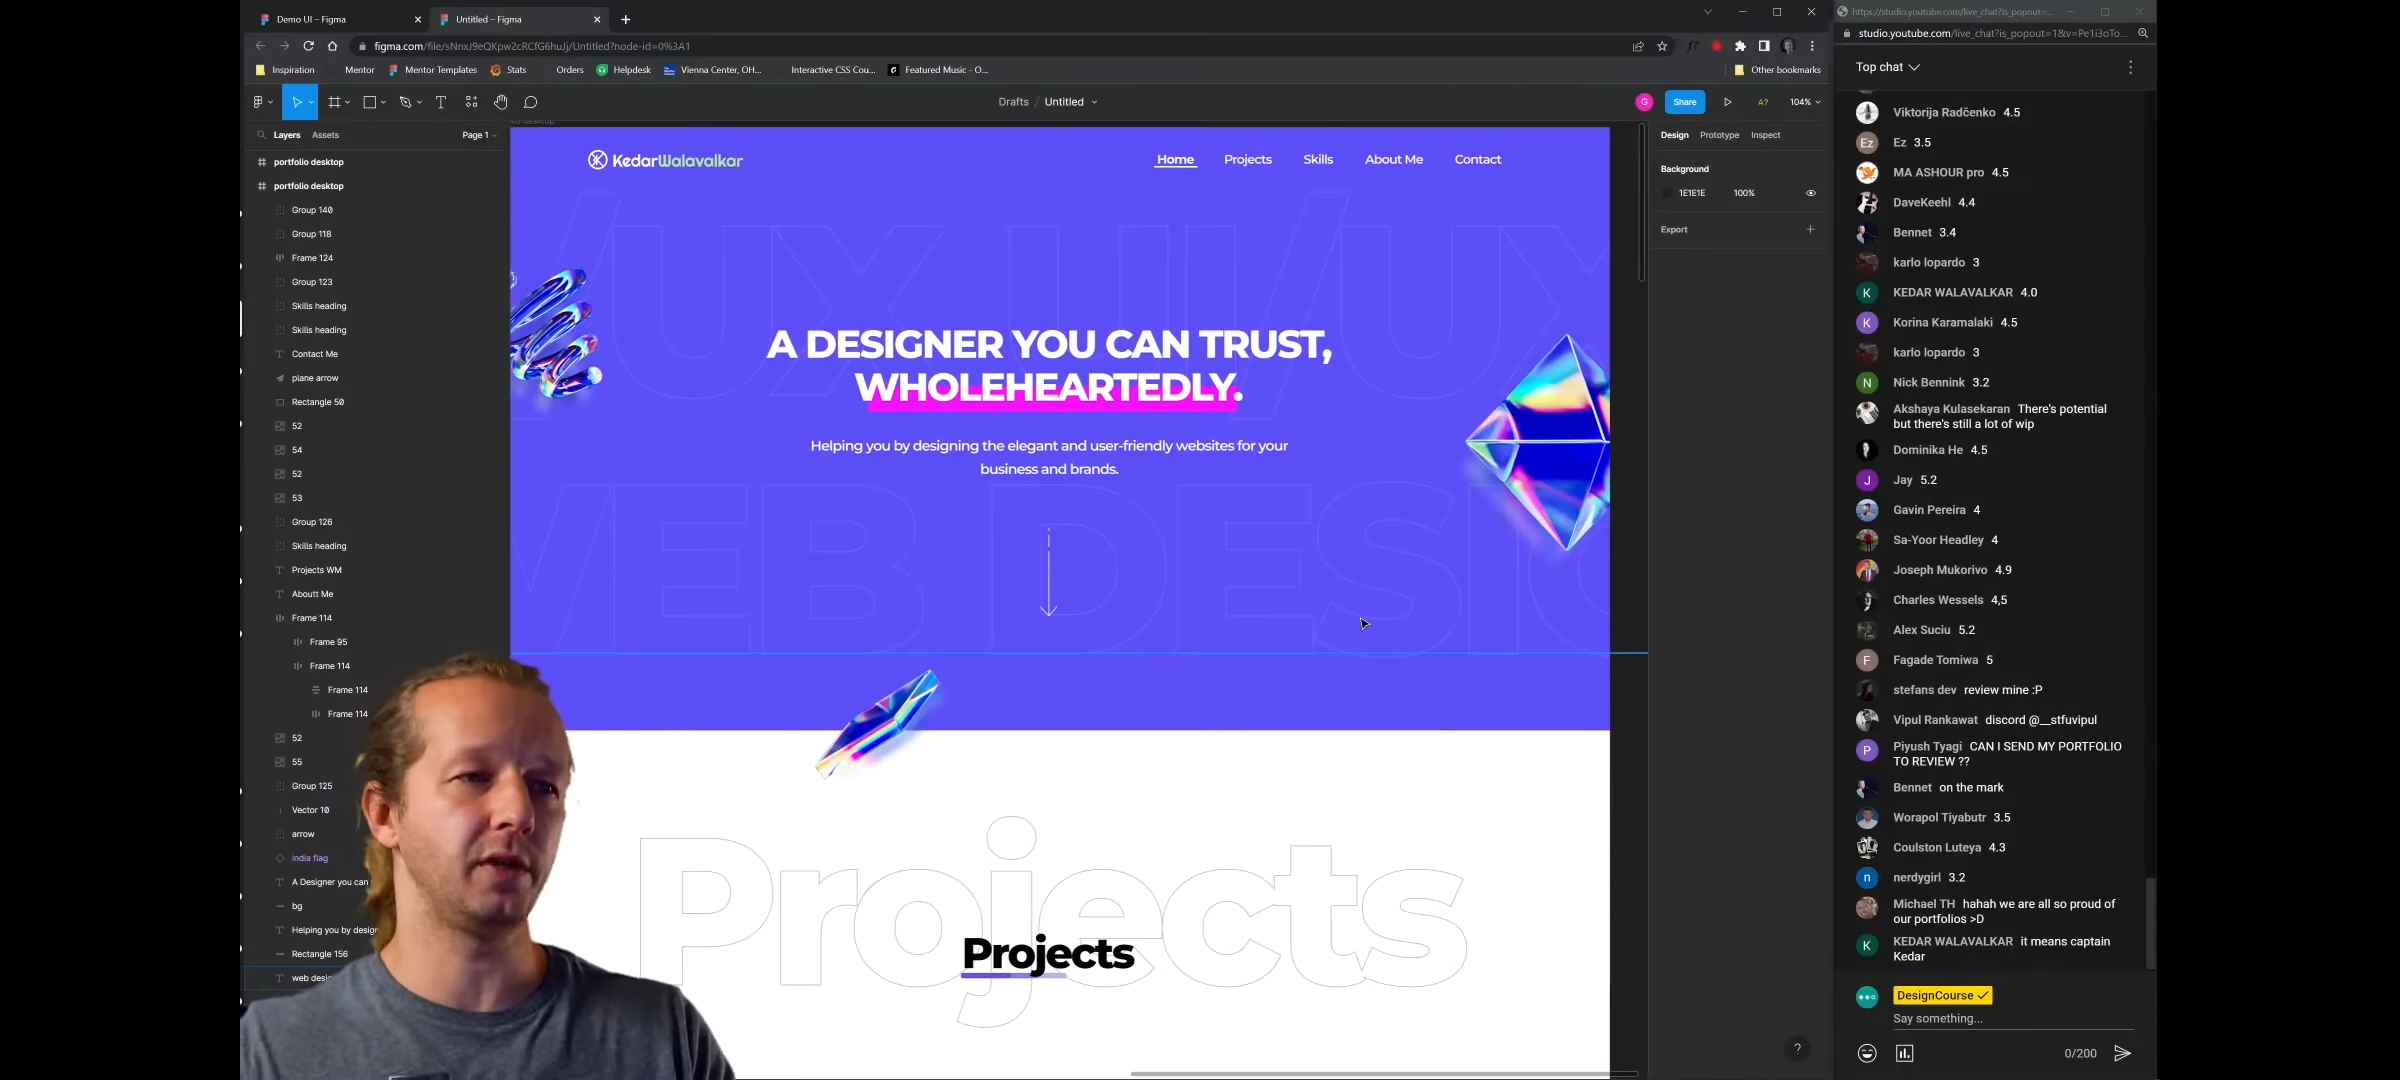 Demo UI – Figma
Untitled – Figma
https://studio.youtube.com/live_chat?is_popout=...
figma.com/file/sNnxJ9eQKpw2cRCfG6huJj/Untitled?node-id=0%3A1
studio.youtube.com/live_chat?is_popout=1&v=Pe1i3oTo...
Inspiration
Mentor
Mentor Templates
Stats
Orders
Helpdesk
Vienna Center, OH...
Interactive CSS Cou...
Featured Music - O...
Other bookmarks
Top chat
Drafts / Untitled
G
Share
A?
104%
Layers
Assets
Page 1
Design
Prototype
Inspect
Background
1E1E1E
100%
Export
portfolio desktop
portfolio desktop
Group 140
Group 118
Frame 124
Group 123
Skills heading
Skills heading
Contact Me
plane arrow
Rectangle 50
52
54
52
53
Group 126
Skills heading
Projects WM
Aboutt Me
Frame 114
Frame 95
Frame 114
Frame 114
Frame 114
52
55
Group 125
Vector 10
arrow
india flag
A Designer you can
bg
Helping you by design
Rectangle 156
web desig
KedarWalavalkar
Home
Projects
Skills
About Me
Contact
/UX UI/UX
A DESIGNER YOU CAN TRUST,
WHOLEHEARTEDLY.
Helping you by designing the elegant and user-friendly websites for your
business and brands.
WEB DESIG
Projects
Projects
?
Viktorija Radčenko 4.5
Ez Ez 3.5
MA ASHOUR pro 4.5
DaveKeehl 4.4
Bennet 3.4
karlo lopardo 3
K KEDAR WALAVALKAR 4.0
K Korina Karamalaki 4.5
karlo lopardo 3
N Nick Bennink 3.2
Akshaya Kulasekaran There's potential
but there's still a lot of wip
Dominika He 4.5
J Jay 5.2
Gavin Pereira 4
Sa-Yoor Headley 4
Joseph Mukorivo 4.9
Charles Wessels 4,5
Alex Suciu 5.2
F Fagade Tomiwa 5
stefans dev review mine :P
Vipul Rankawat discord @__stfuvipul
P Piyush Tyagi CAN I SEND MY PORTFOLIO
TO REVIEW ??
Bennet on the mark
Worapol Tiyabutr 3.5
Coulston Luteya 4.3
n nerdygirl 3.2
Michael TH hahah we are all so proud of
our portfolios >D
K KEDAR WALAVALKAR it means captain
Kedar
DesignCourse
Say something...
0/200